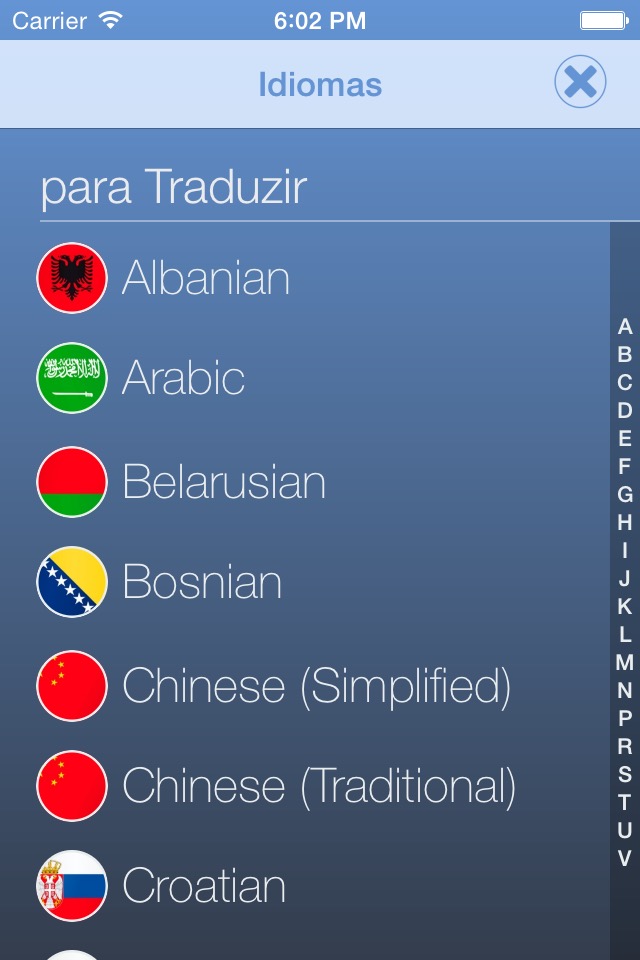 Carrier 6:02 PM
Idiomas
para Traduzir
Albanian
Arabic
Belarusian
Bosnian
Chinese (Simplified)
Chinese (Traditional)
Croatian
A
B
C
D
E
F
G
H
I
J
K
L
M
N
P
R
S
T
U
V